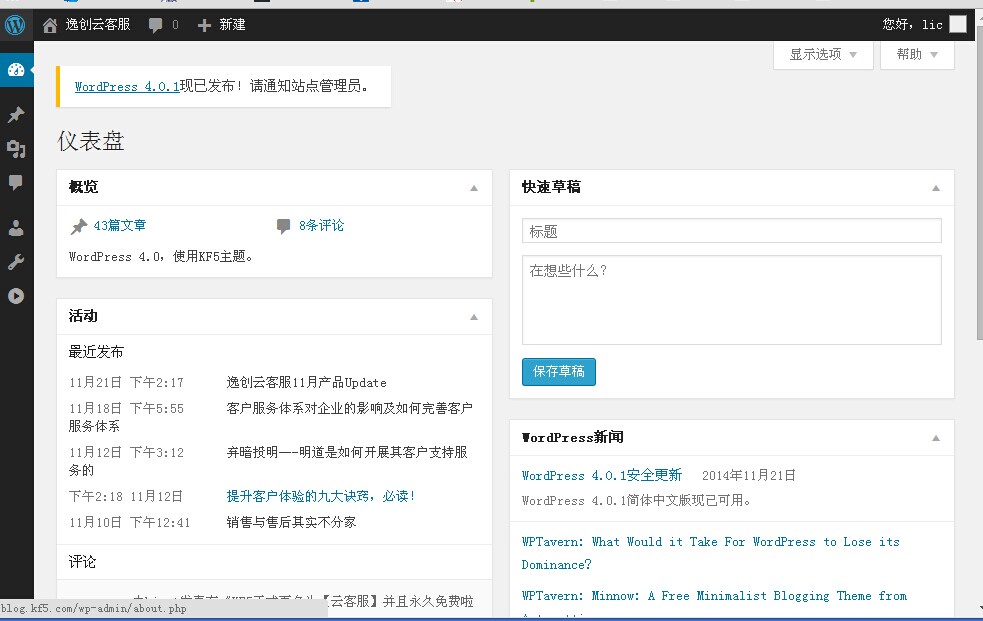 逸创云客服 0 新建 您好, lic
显示选项 帮助
WordPress 4.0.1现已发布！请通知站点管理员。
仪表盘
概览
43篇文章 8条评论
WordPress 4.0，使用KF5主题。
活动
最近发布
11月21日 下午2:17 逸创云客服11月产品Update
11月18日 下午5:55 客户服务体系对企业的影响及如何完善客户
服务体系
11月12日 下午3:12 弃暗投明——明道是如何开展其客户支持服
务的
下午2:18 11月12日 提升客户体验的九大诀窍，必读！
11月10日 下午12:41 销售与售后其实不分家
评论
云客服】并且永久免费啦
blog.kf5.com/wp-admin/about.php
快速草稿
标题
在想些什么？
保存草稿
WordPress新闻
WordPress 4.0.1安全更新 2014年11月21日
WordPress 4.0.1简体中文版现已可用。
WPTavern: What Would it Take For WordPress to Lose its
Dominance?
WPTavern: Minnow: A Free Minimalist Blogging Theme from